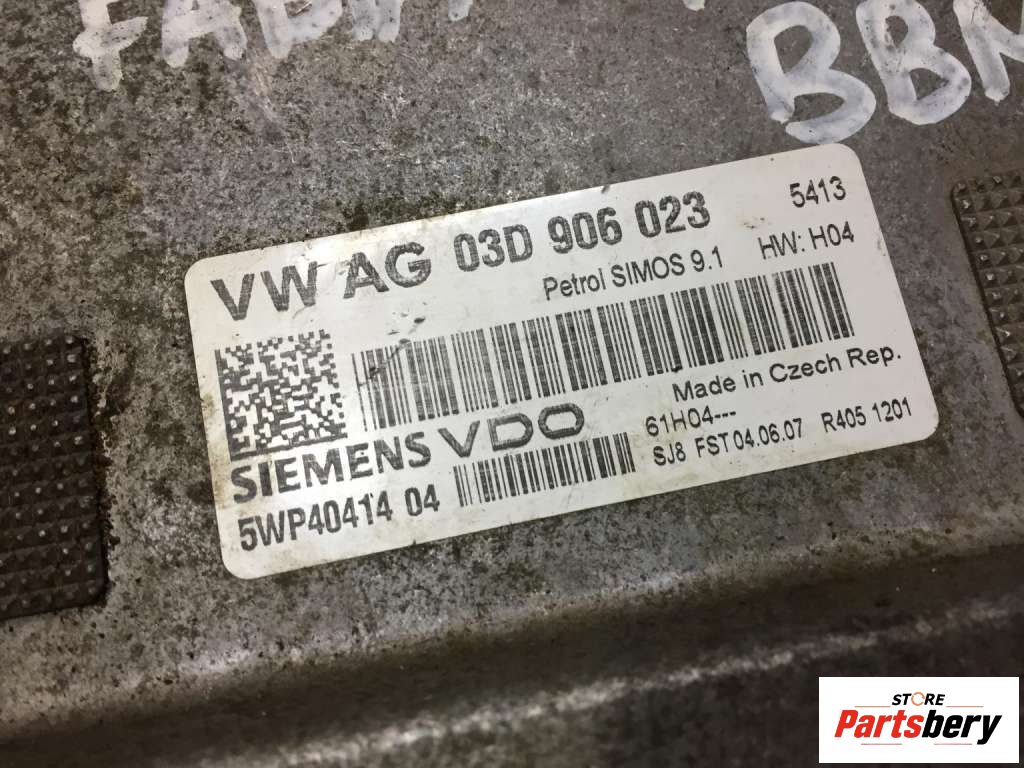 BB
VW AG 03D 906 023 5413
Petrol SIMOS 9.1 HW: H04
Made in Czech Rep.
SIEMENS VDO 61H04---
SJ8 FST 04.06.07 R405 1201
5WP40414 04
STORE
Partsbery